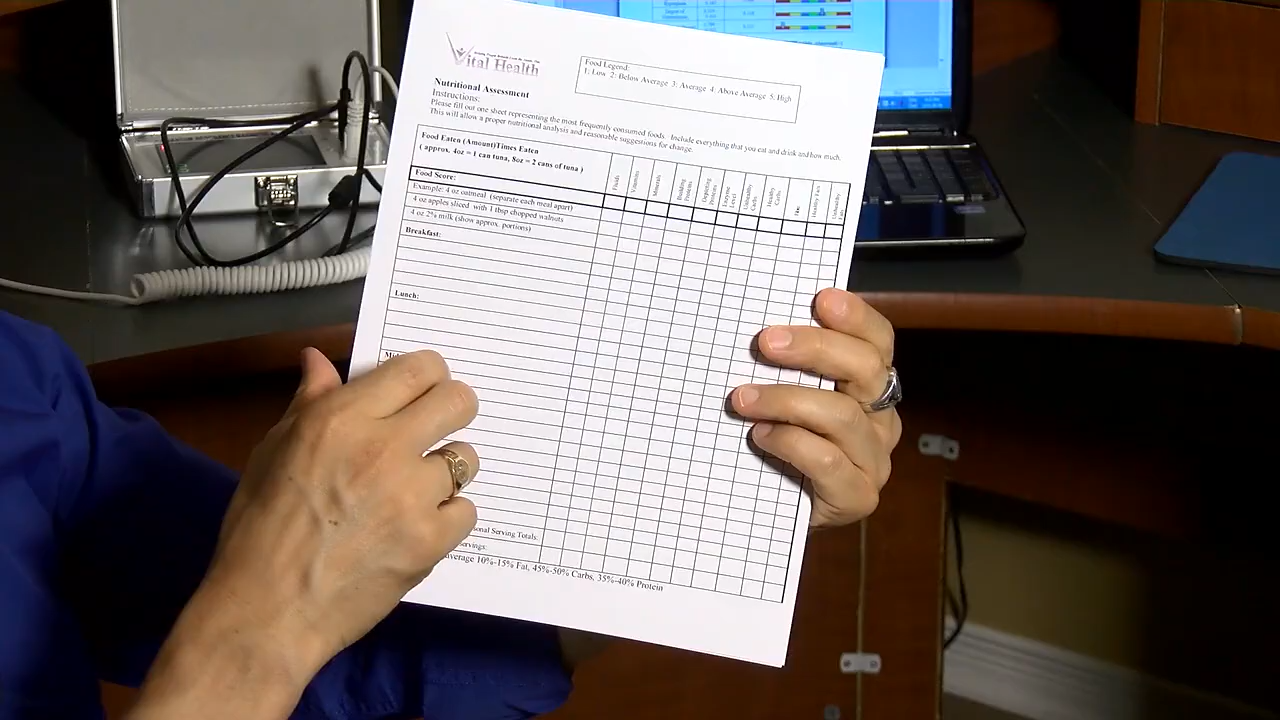 Vital Health
Food Legend:
1: Low 2: Below Average 3: Average 4: Above Average 5: High
Nutritional Assessment
Instructions:
Please fill out one sheet representing the most frequently consumed foods. Include everything that you eat and drink and how much.
This will allow a proper nutritional analysis and reasonable suggestions for change.
Food Eaten (Amount)Times Eaten
( approx. 4oz = 1 can tuna, 8oz = 2 cans of tuna )
Foods
Vitamins
Minerals
Building Proteins
Enzyme Level
Unhealthy Carbs
Healthy Carbs
Healthy Fats
Unhealthy
Food Score:
Example: 4 oz oatmeal (separate each meal apart)
4 oz apples sliced with 1 tbsp chopped walnuts
4 oz 2% milk (show approx. portions)
Breakfast:
Lunch:
Serving Totals:
servings:
average 10%-15% Fat, 45%-50% Carbs, 35%-40% Protein